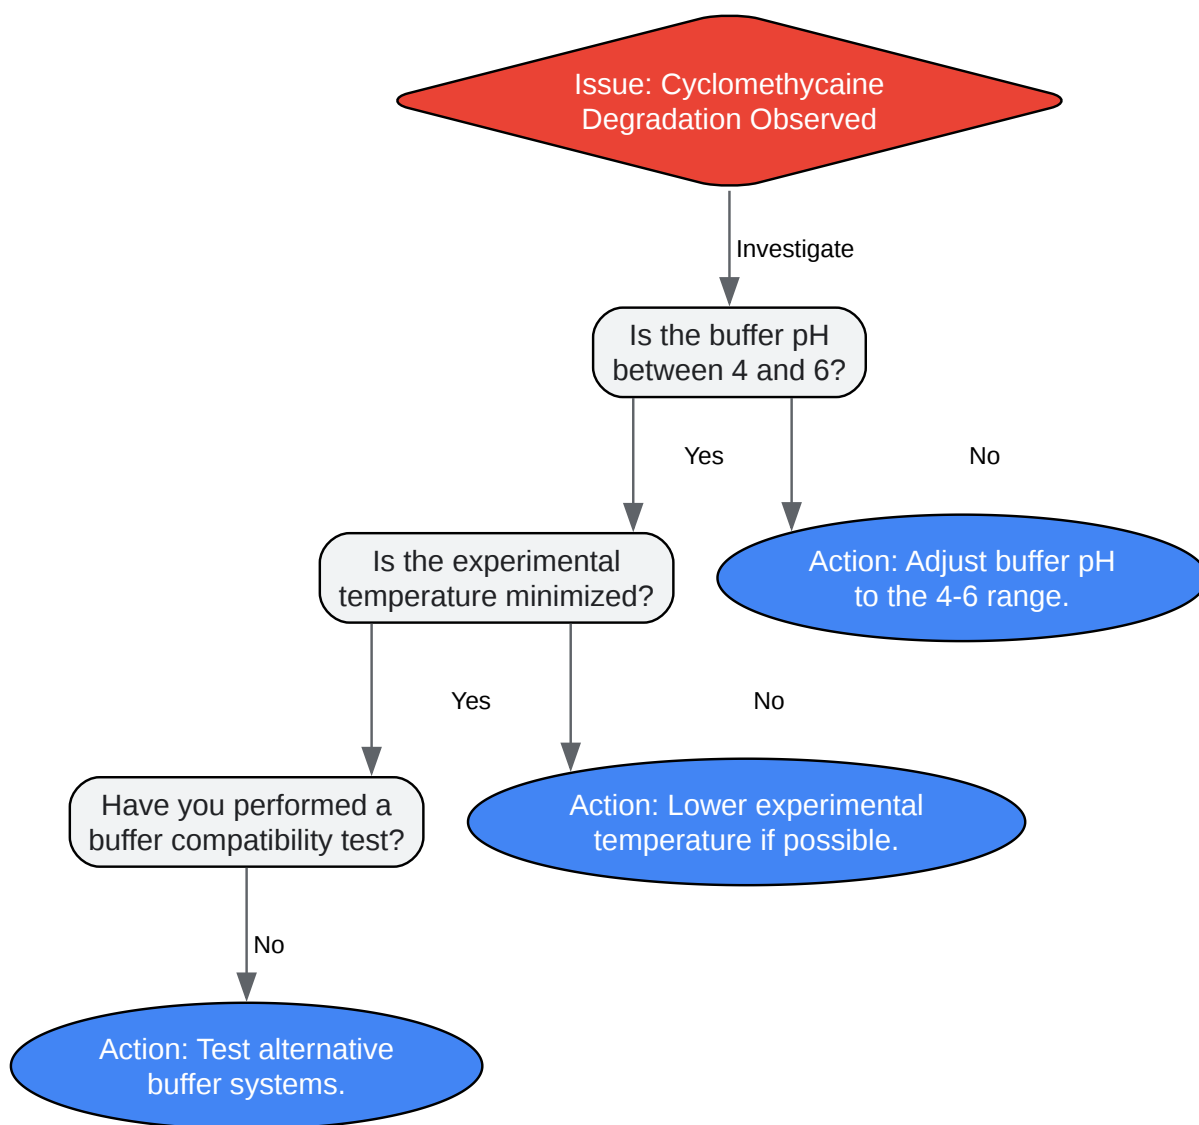 Issue: Cyclomethycaine
Degradation Observed
Investigate
Is the buffer pH
between 4 and 6?
Yes
No
Is the experimental
temperature minimized?
Action: Adjust buffer pH
to the 4-6 range.
Yes
No
Have you performed a
buffer compatibility test?
Action: Lower experimental
temperature if possible.
No
Action: Test alternative
buffer systems.